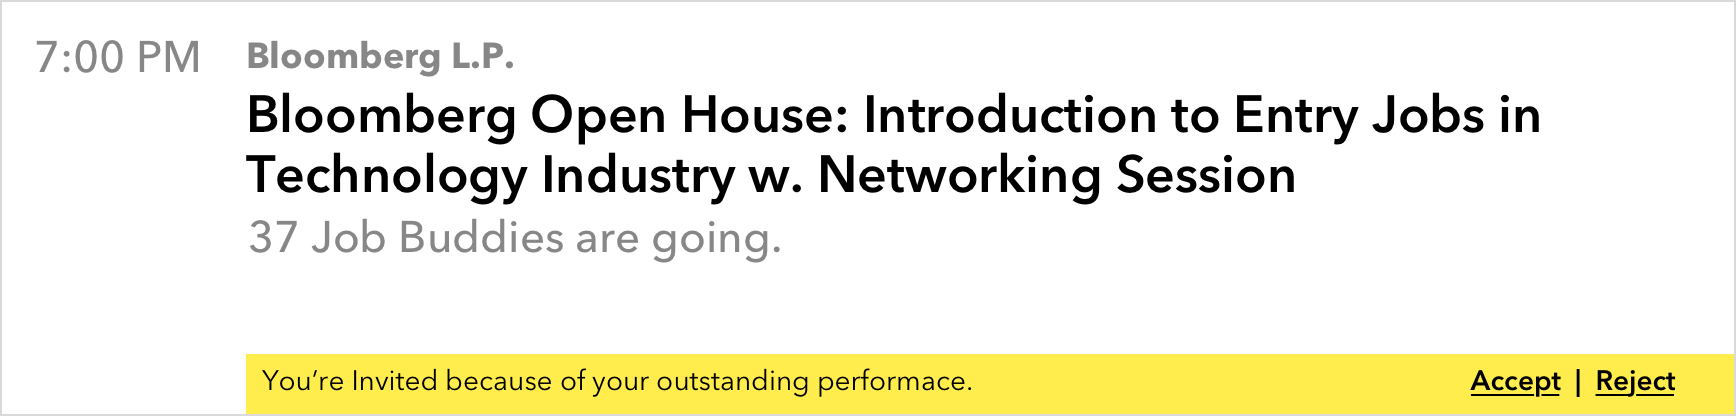 7:00 PM
Bloomberg L.P.
Bloomberg Open House: Introduction to Entry Jobs in
Technology Industry w. Networking Session
37 Job Buddies are going.
You’re Invited because of your outstanding performace.
Accept | Reject